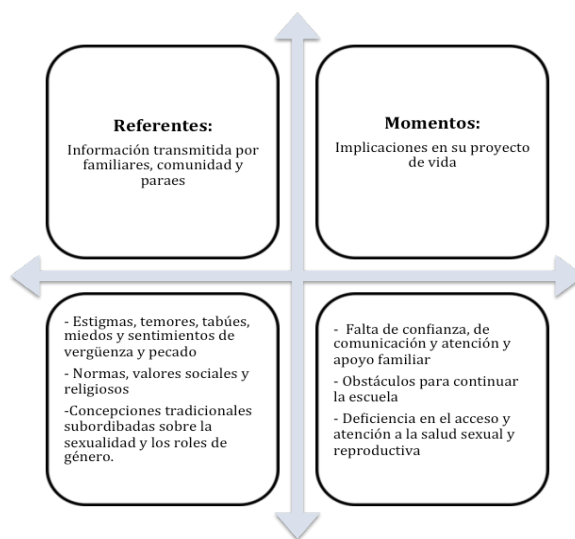 Referentes:
Información transmitida por
familiares, comunidad y
paraes
Momentos:
Implicaciones en su proyecto
de vida
- Estigmas, temores, tabúes,
miedos y sentimientos de
vergüenza y pecado
- Normas, valores sociales y
religiosos
-Concepciones tradicionales
subordibadas sobre la
sexualidad y los roles de
género.
- Falta de confianza, de
comunicación y atención y
apoyo familiar
- Obstáculos para continuar
la escuela
- Deficiencia en el acceso y
atención a la salud sexual y
reproductiva